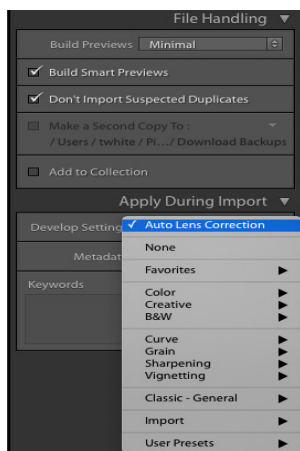 File Handling
Build Previews Minimal
Build Smart Previews
Don't Import Suspected Duplicates
Make a Second Copy To :
/ Users / twhite / Pi.../ Download Backups
Add to Collection
Apply During Import
Develop Setting Auto Lens Correction
None
Metadat
Favorites
Keywords
Color
Creative
B&W
Curve
Grain
Sharpening
Vignetting
Classic - General
Import
User Presets